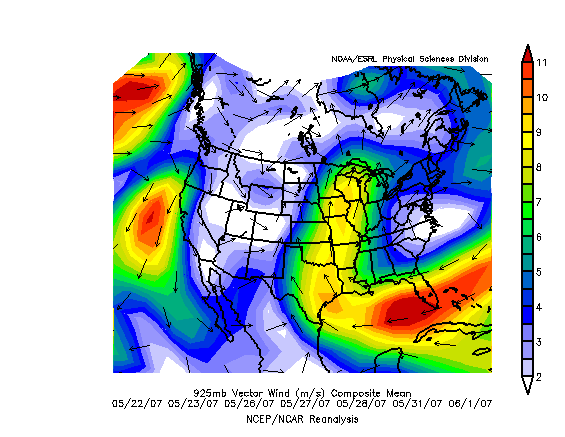 NOAA/ESRL Physical Sciences Division
11
10
9
8
7
6
5
4
3
2
925mb Vector Wind (m/s) Composite Mean
05/22/07 05/23/07 05/26/07 05/27/07 05/28/07 05/31/07 06/1/07
NCEP/NCAR Reanalysis